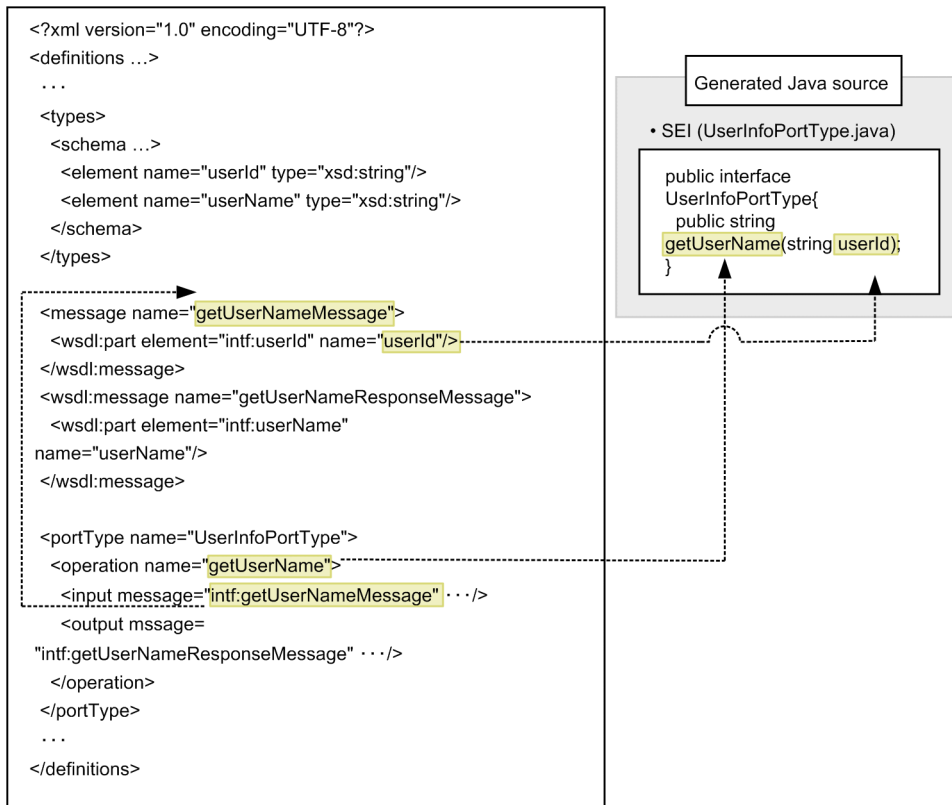 <?xml version="1.0" encoding="UTF-8"?>
<definitions …>
･･･
<types>
<schema …>
<element name="userId" type="xsd:string"/>
<element name="userName" type="xsd:string"/>
</schema>
</types>
<message name="getUserNameMessage">
<wsdl:part element="intf:userId" name="userId"/>
</wsdl:message>
<wsdl:message name="getUserNameResponseMessage">
<wsdl:part element="intf:userName"
name="userName"/>
</wsdl:message>
<portType name="UserInfoPortType">
<operation name="getUserName">
<input message="intf:getUserNameMessage" ･･･/>
<output mssage=
"intf:getUserNameResponseMessage" ･･･/>
</operation>
</portType>
･･･
</definitions>
Generated Java source
• SEI (UserInfoPortType.java)
public interface
UserInfoPortType{
public string
getUserName(string userId);
}